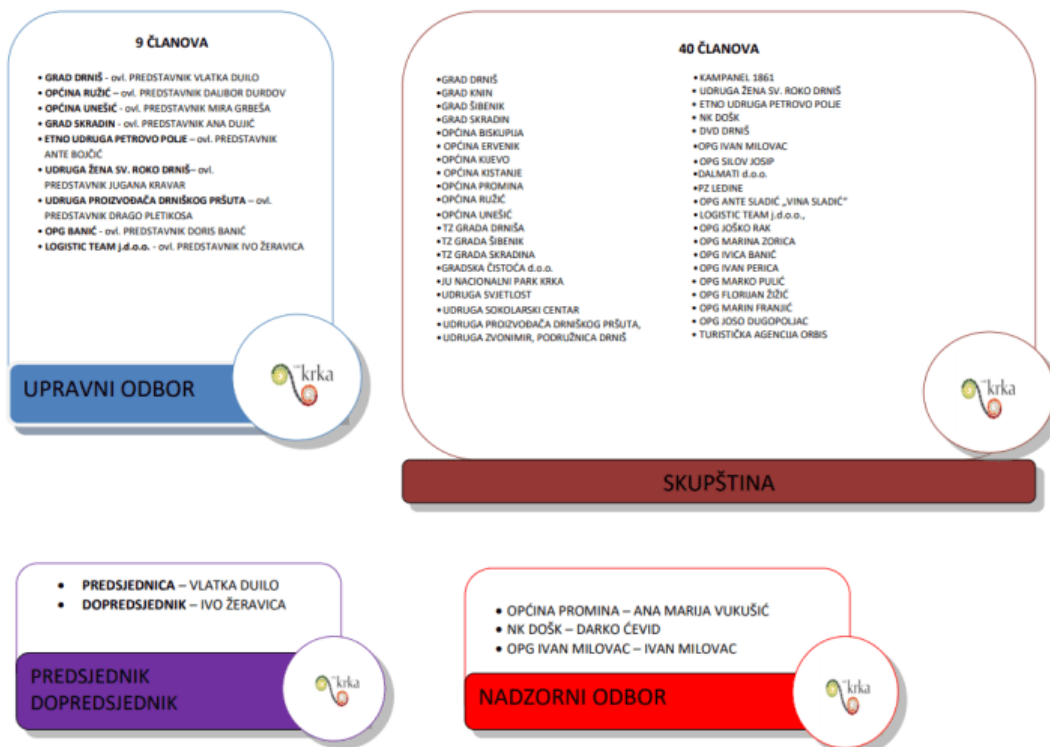 9 ČLANOVA
• GRAD DRNIŠ - ovl. PREDSTAVNIK VLATKA DUILO
• OPĆINA RUŽIĆ – ovl. PREDSTAVNIK DALIBOR DURDOV
• OPĆINA UNEŠIĆ - ovl. PREDSTAVNIK MIRA GRBEŠA
• GRAD SKRADIN - ovl. PREDSTAVNIK ANA DUJIĆ
• ETNO UDRUGA PETROVO POLJE – ovl. PREDSTAVNIK
ANTE BOJČIĆ
• UDRUGA ŽENA SV. ROKO DRNIŠ– ovl.
PREDSTAVNIK JUGANA KRAVAR
• UDRUGA PROIZVOĐAČA DRNIŠKOG PRŠUTA – ovl.
PREDSTAVNIK DRAGO PLETIKOSA
• OPG BANIĆ - ovl. PREDSTAVNIK DORIS BANIĆ
• LOGISTIC TEAM j.d.o.o. - ovl. PREDSTAVNIK IVO ŽERAVICA
UPRAVNI ODBOR
krka
40 ČLANOVA
•GRAD DRNIŠ
•GRAD KNIN
•GRAD ŠIBENIK
•GRAD SKRADIN
•OPĆINA BISKUPIJA
• OPĆINA ERVENIK
•OPĆINA KIJEVO
• OPĆINA KISTANJE
•OPĆINA PROMINA
•OPĆINA RUŽIĆ
•OPĆINA UNEŠIĆ
•TZ GRADA DRNIŠA
•TZ GRADA ŠIBENIK
•TZ GRADA SKRADINA
•GRADSKA ČISTOĆA d.o.o.
•JU NACIONALNI PARK KRKA
•UDRUGA SVJETLOST
•UDRUGA SOKOLARSKI CENTAR
•UDRUGA PROIZVOĐAČA DRNIŠKOG PRŠUTA,
•UDRUGA ZVONIMIR, PODRUŽNICA DRNIŠ
• KAMPANEL 1861
• UDRUGA ŽENA SV. ROKO DRNIŠ
• ETNO UDRUGA PETROVO POLJE
• NK DOŠK
• DVD DRNIŠ
•OPG IVAN MILOVAC
•OPG SILOV JOSIP
•DALMATI d.o.o.
•PZ LEDINE
• OPG ANTE SLADIĆ „VINA SLADIĆ“
• LOGISTIC TEAM j.d.o.o.,
• OPG JOŠKO RAK
• OPG MARINA ZORICA
• OPG IVICA BANIĆ
• OPG IVAN PERICA
• OPG MARKO PULIĆ
• OPG FLORIJAN ŽIŽIĆ
• OPG MARIN FRANJIĆ
• OPG JOSO DUGOPOLJAC
• TURISTIČKA AGENCIJA ORBIS
krka
SKUPŠTINA
• PREDSJEDNICA – VLATKA DUILO
• DOPREDSJEDNIK – IVO ŽERAVICA
PREDSJEDNIK
DOPREDSJEDNIK
krka
• OPĆINA PROMINA – ANA MARIJA VUKUŠIĆ
• NK DOŠK – DARKO ĆEVID
• OPG IVAN MILOVAC – IVAN MILOVAC
NADZORNI ODBOR
krka